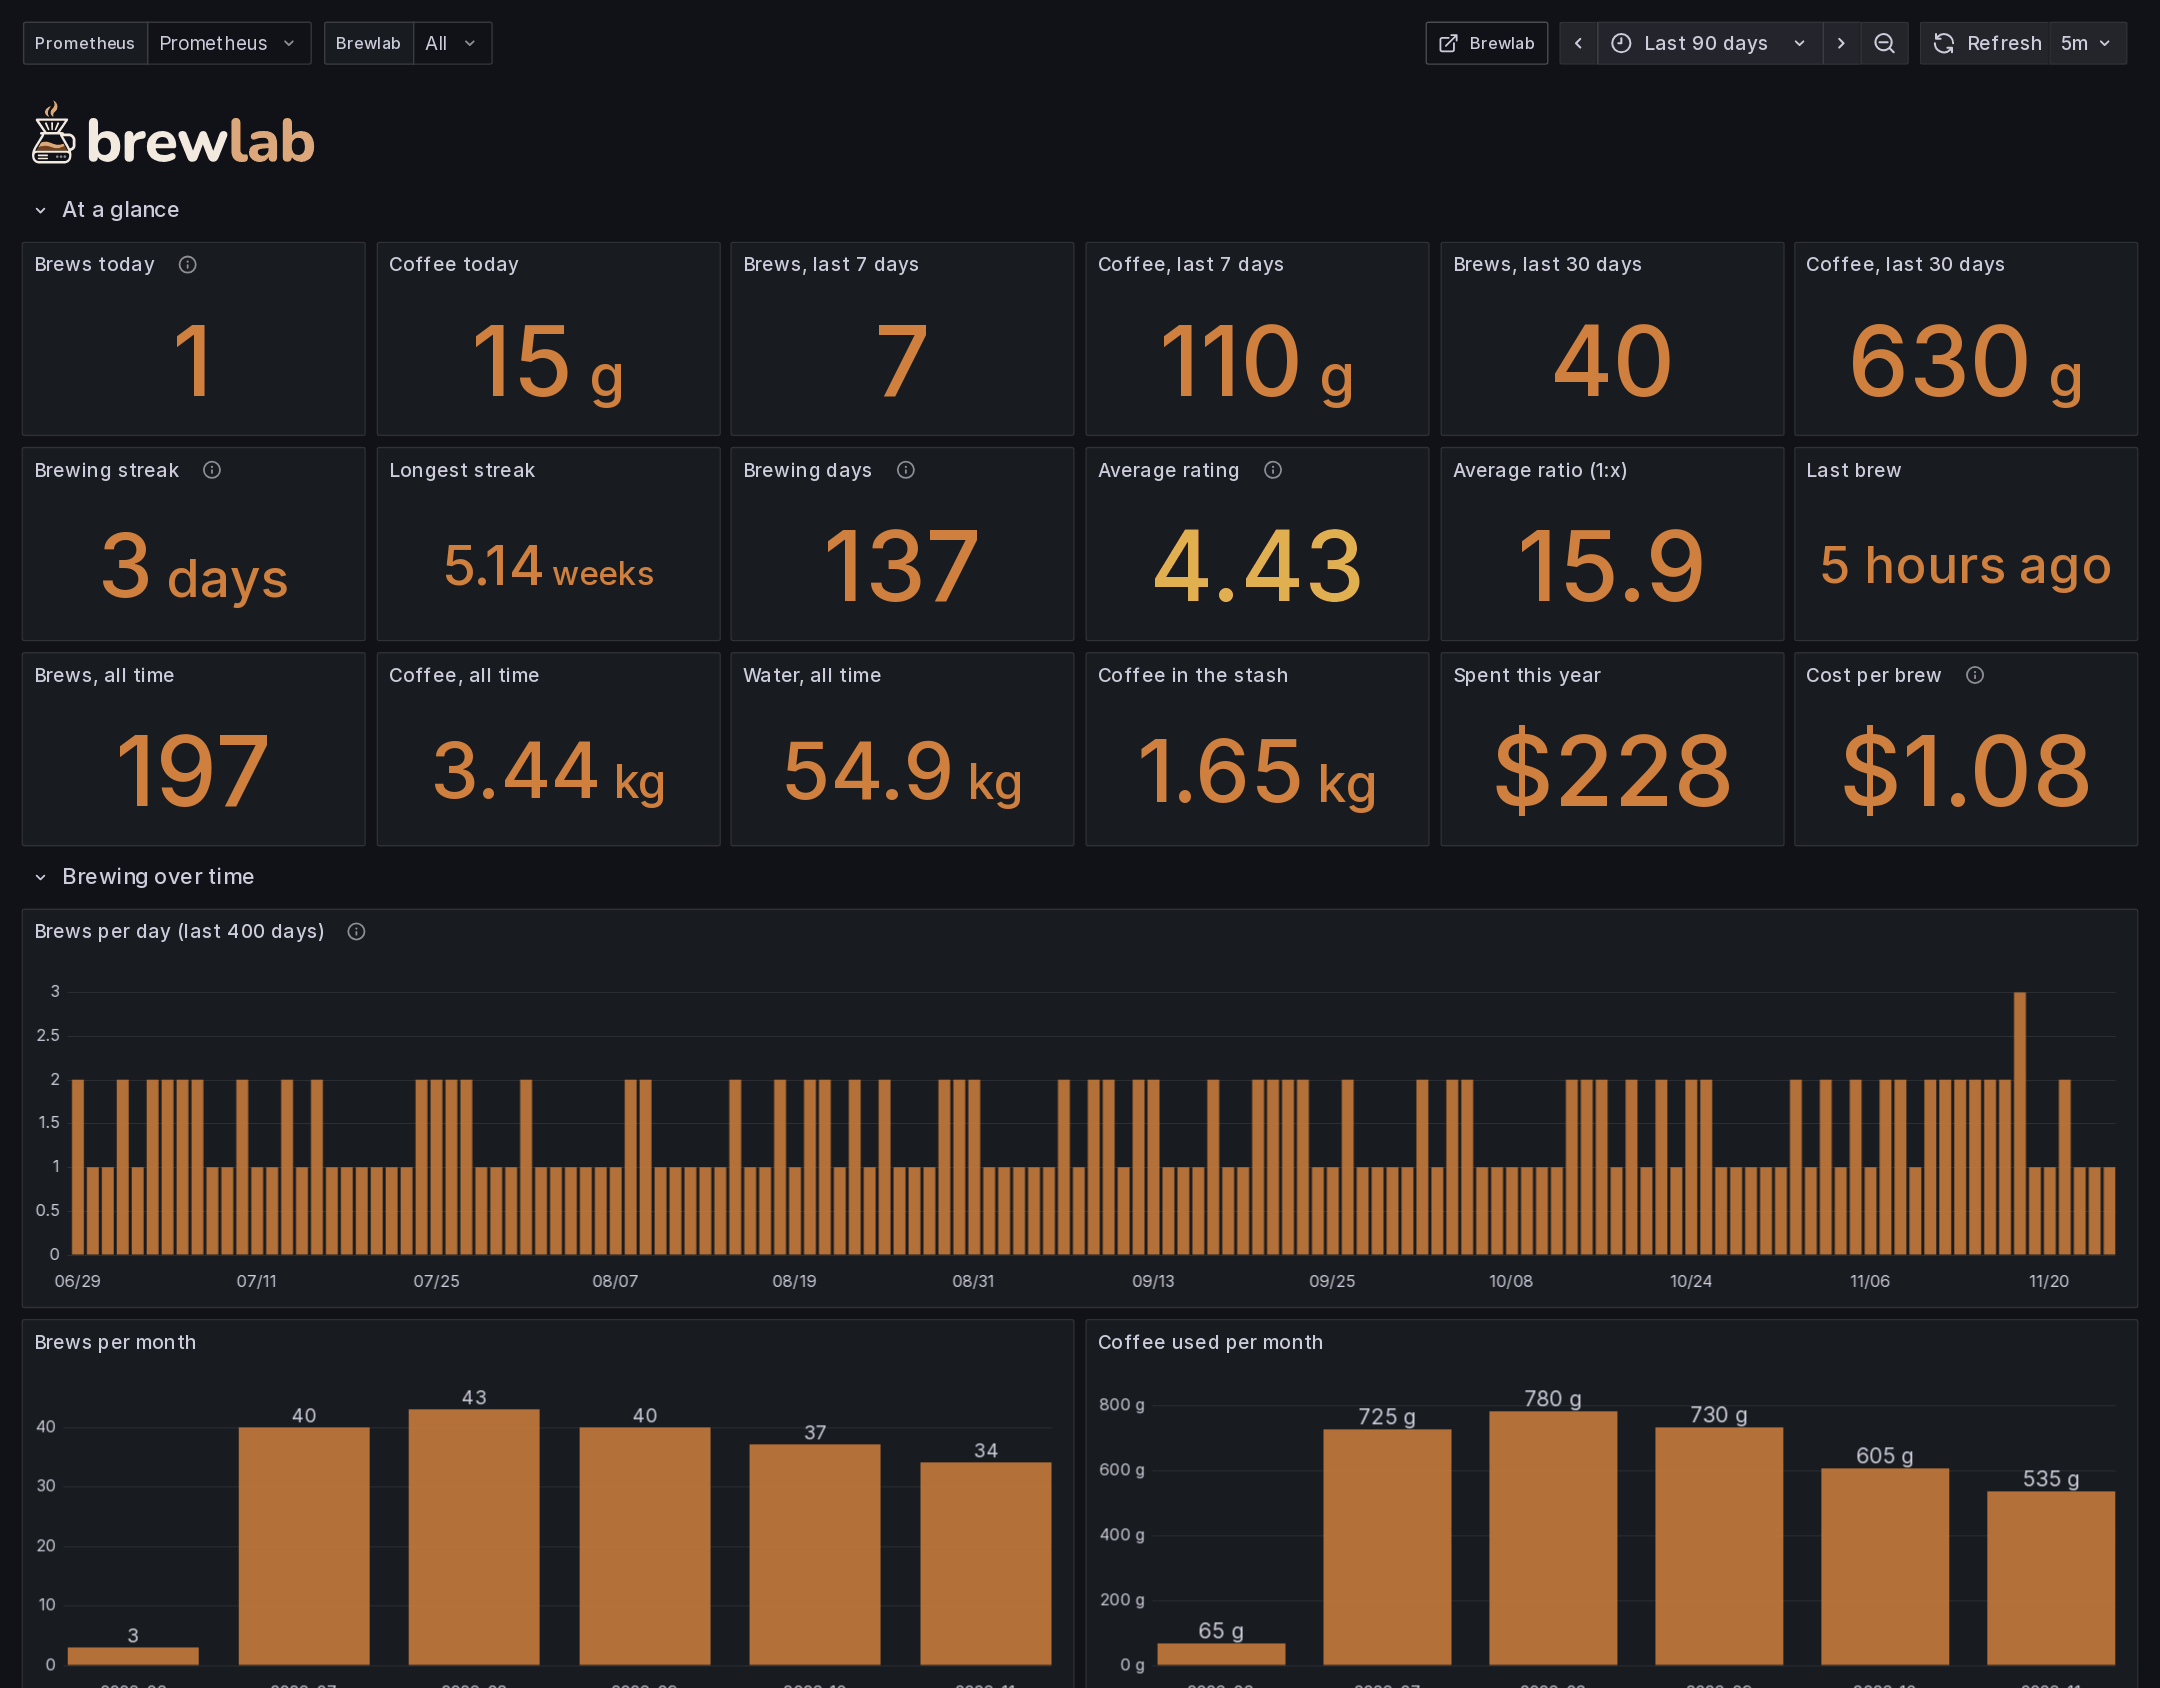 Prometheus Prometheus Brewlab All Brewlab Last 90 days Refresh 5m
brewlab
At a glance
Brews today Coffee today Brews, last 7 days Coffee, last 7 days Brews, last 30 days Coffee, last 30 days
1 15 g 7 110 g 40 630 g
Brewing streak Longest streak Brewing days Average rating Average ratio (1:x) Last brew
3 days 5.14 weeks 137 4.43 15.9 5 hours ago
Brews, all time Coffee, all time Water, all time Coffee in the stash Spent this year Cost per brew
197 3.44 kg 54.9 kg 1.65 kg $228 $1.08
Brewing over time
Brews per day (last 400 days)
3
2.5
2
1.5
1
0.5
0
06/29 07/11 07/25 08/07 08/19 08/31 09/13 09/25 10/08 10/24 11/06 11/20
Brews per month
40
30
20
10
0
3 40 43 40 37 34
Coffee used per month
800 g
600 g
400 g
200 g
0 g
65 g 725 g 780 g 730 g 605 g 535 g